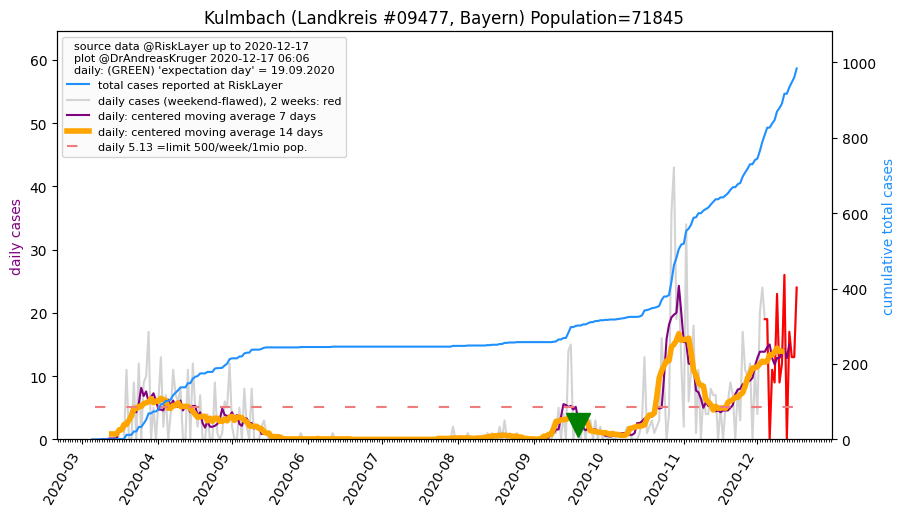 Kulmbach (Landkreis #09477, Bayern) Population=71845
source data @RiskLayer up to 2020-12-17
plot @DrAndreasKruger 2020-12-17 06:06
daily: (GREEN) 'expectation day' = 19.09.2020
total cases reported at RiskLayer
daily cases (weekend-flawed), 2 weeks: red
daily: centered moving average 7 days
daily: centered moving average 14 days
daily 5.13 =limit 500/week/1mio pop.
daily cases
60
50
40
30
20
10
0
cumulative total cases
1000
800
600
400
200
0
2020-03
2020-04
2020-05
2020-06
2020-07
2020-08
2020-09
2020-10
2020-11
2020-12